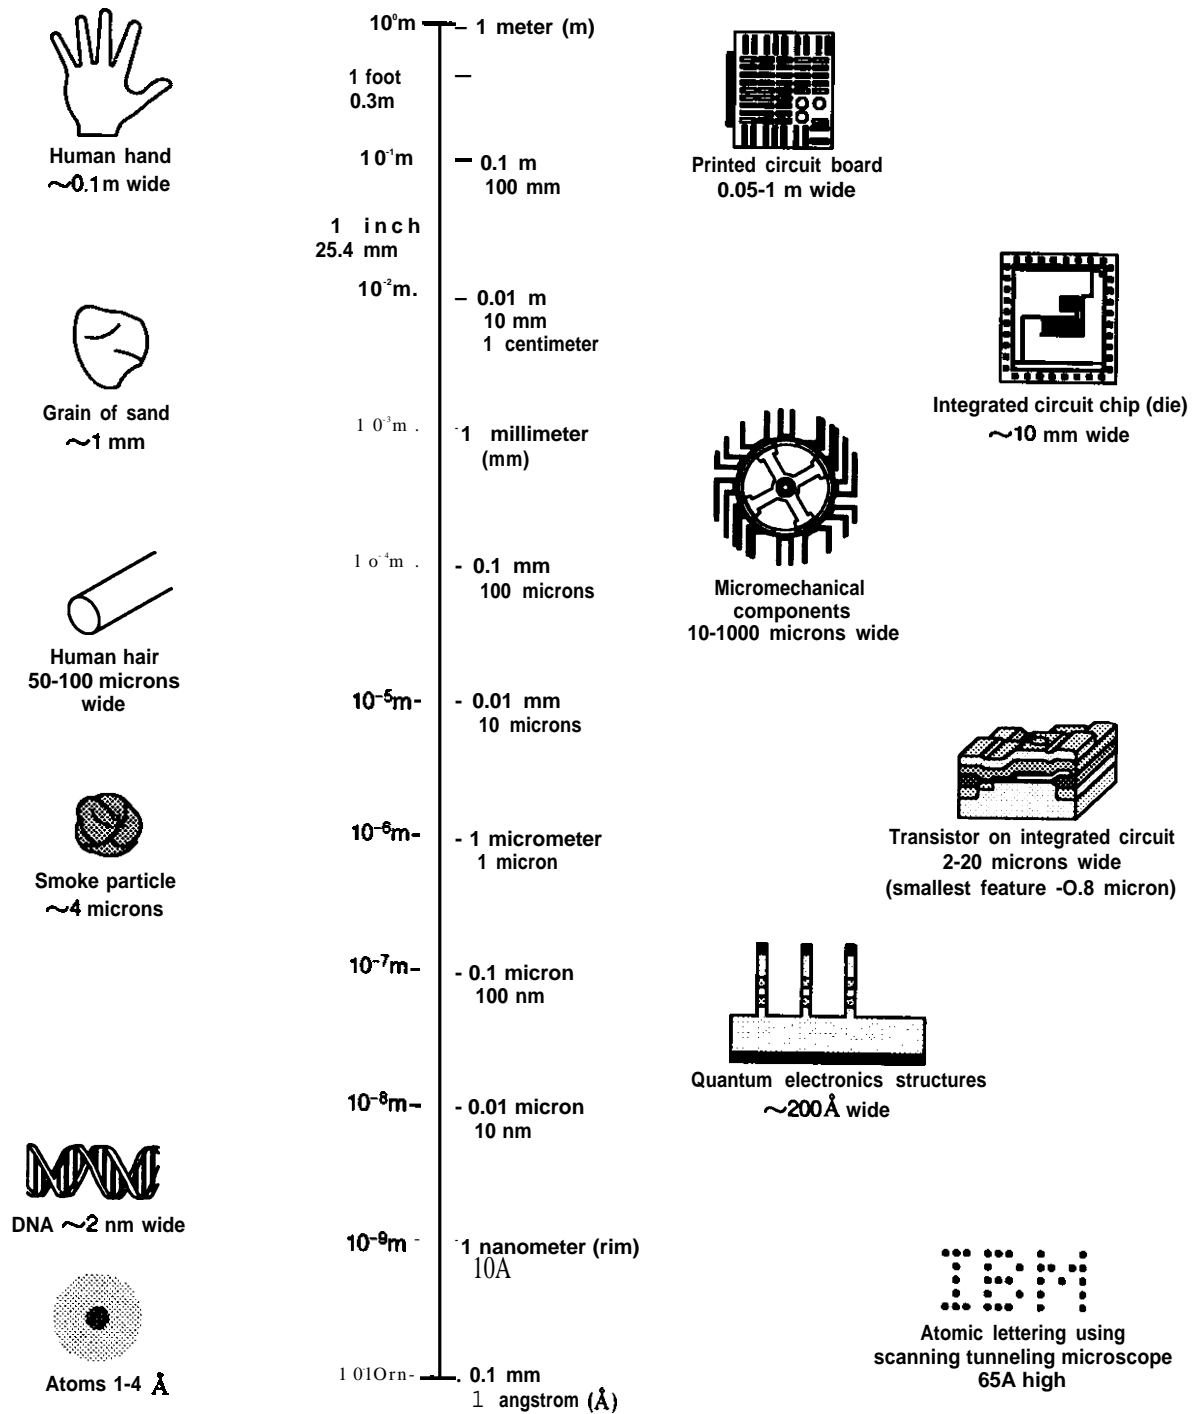 10⁰m
1 meter (m)
1 foot
0.3m
10⁻¹m
0.1 m
100 mm
1 inch
25.4 mm
10⁻²m.
0.01 m
10 mm
1 centimeter
1 0⁻³m .
1 millimeter
(mm)
1 o⁻⁴m .
- 0.1 mm
100 microns
10⁻⁵m-
- 0.01 mm
10 microns
10⁻⁶m-
- 1 micrometer
1 micron
10⁻⁷m-
- 0.1 micron
100 nm
10⁻⁸m-
- 0.01 micron
10 nm
10⁻⁹m -
1 nanometer (rim)
10A
1 01Orn-
. 0.1 mm
1 angstrom (Å)
Human hand
~0.1m wide
Grain of sand
~1 mm
Human hair
50-100 microns
wide
Smoke particle
~4 microns
DNA ~2 nm wide
Atoms 1-4 Å
Printed circuit board
0.05-1 m wide
Integrated circuit chip (die)
~10 mm wide
Micromechanical
components
10-1000 microns wide
Transistor on integrated circuit
2-20 microns wide
(smallest feature -O.8 micron)
Quantum electronics structures
~200Å wide
IBM
Atomic lettering using
scanning tunneling microscope
65A high